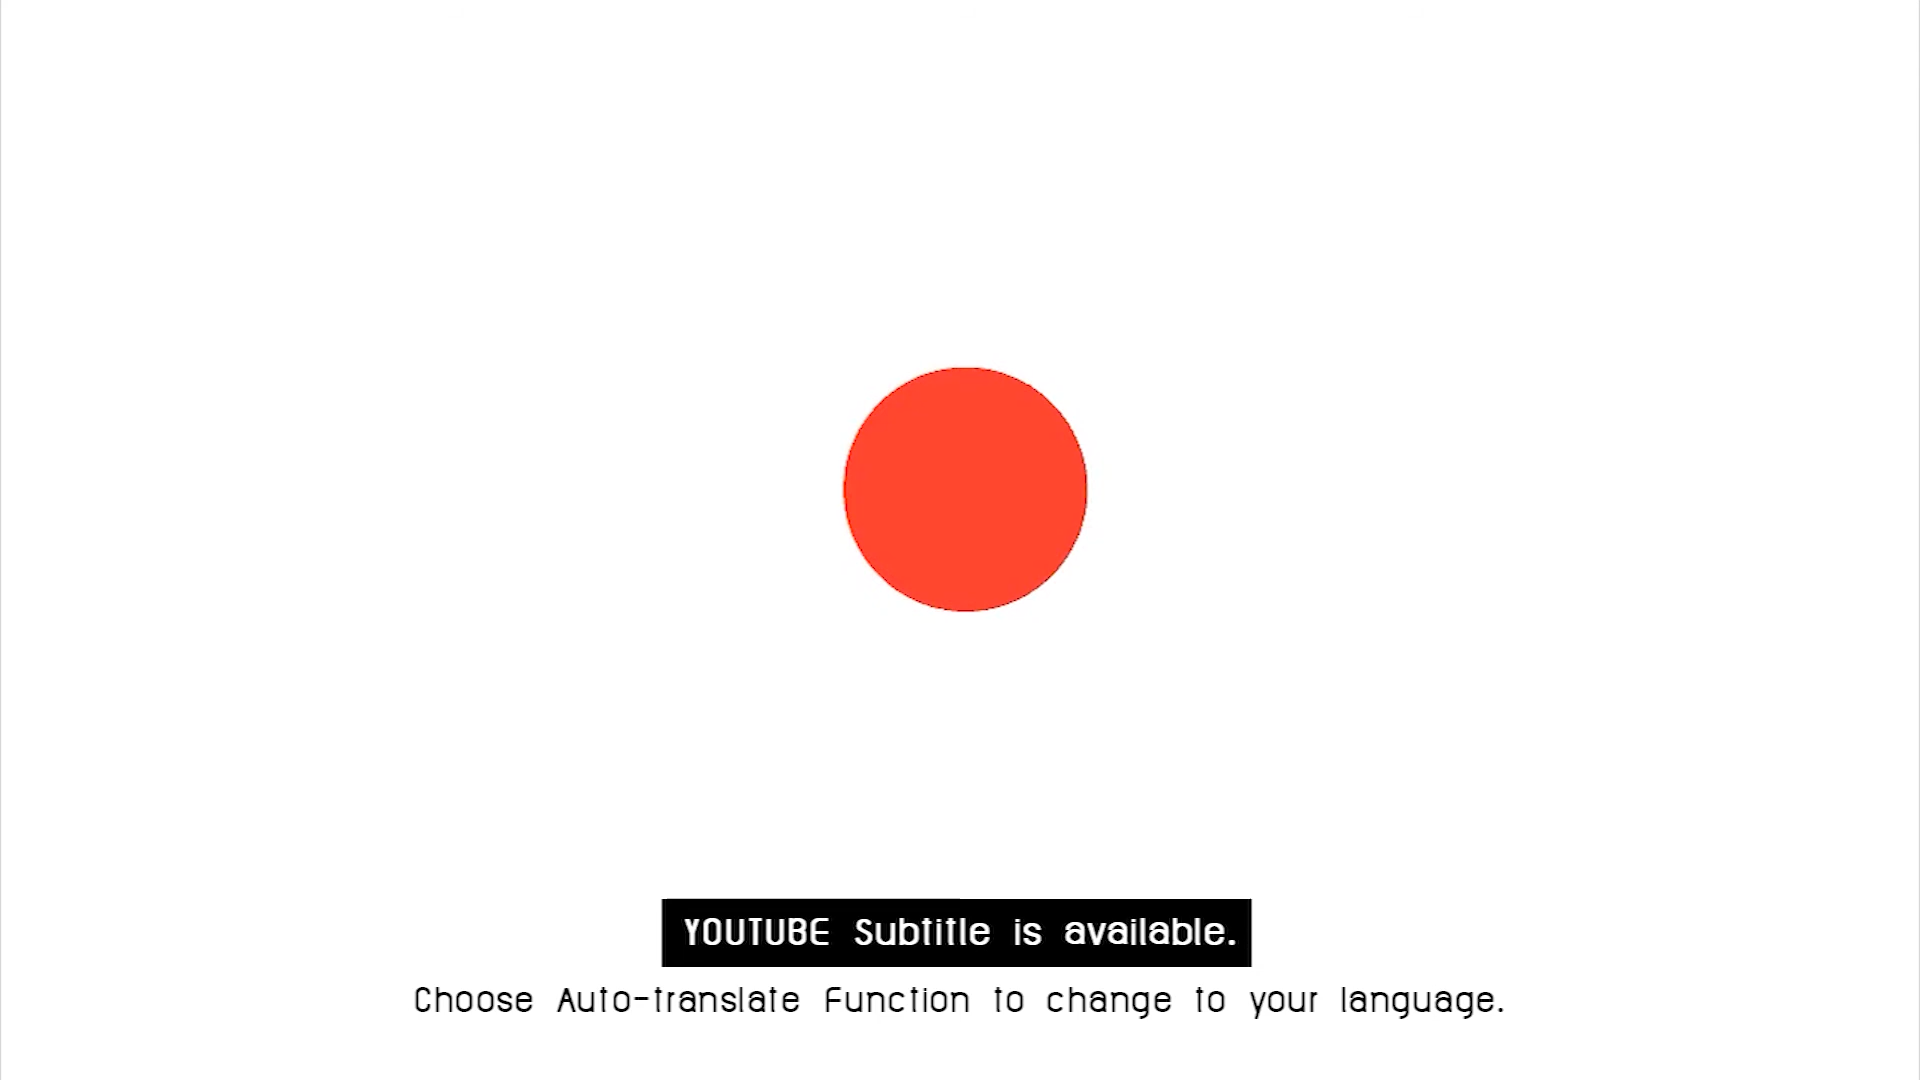 YOUTUBE Subtitle is available.
Choose Auto-translate Function to change to your language.